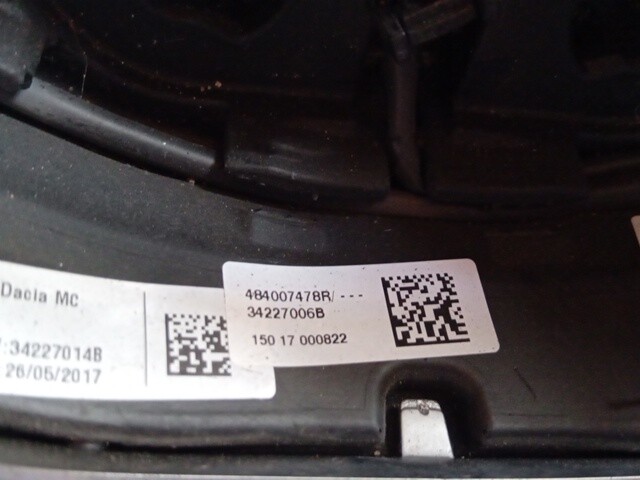 Dacia MC
:34227014B
26/05/2017
484007478R/ ---
34227006B
150 17 000822